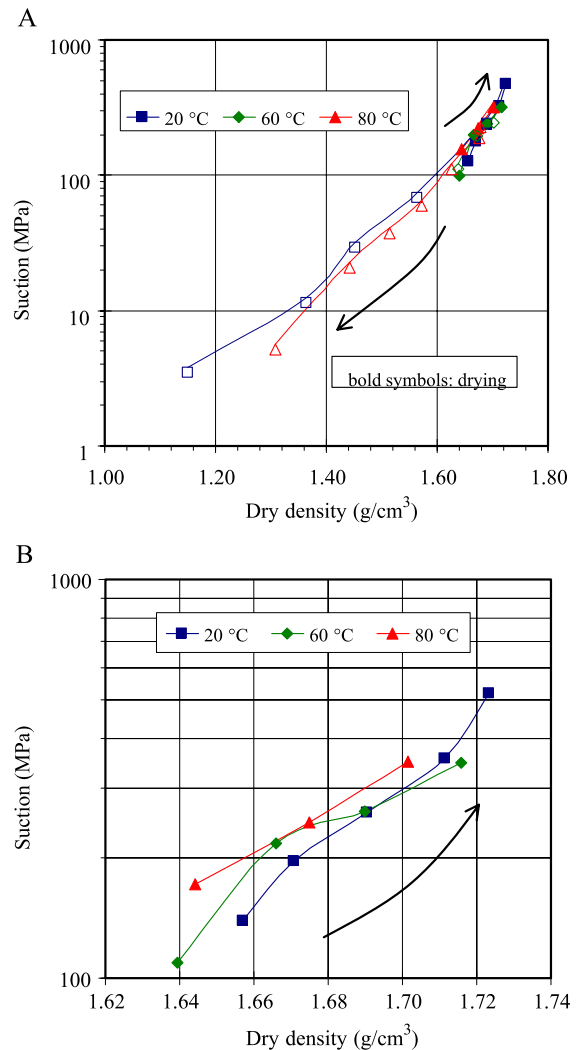 A
1000
20 °C 60 °C 80 °C
100
Suction (MPa)
10
bold symbols: drying
1
1.00 1.20 1.40 1.60 1.80
Dry density (g/cm³)
B
1000
20 °C 60 °C 80 °C
Suction (MPa)
100
1.62 1.64 1.66 1.68 1.70 1.72 1.74
Dry density (g/cm³)